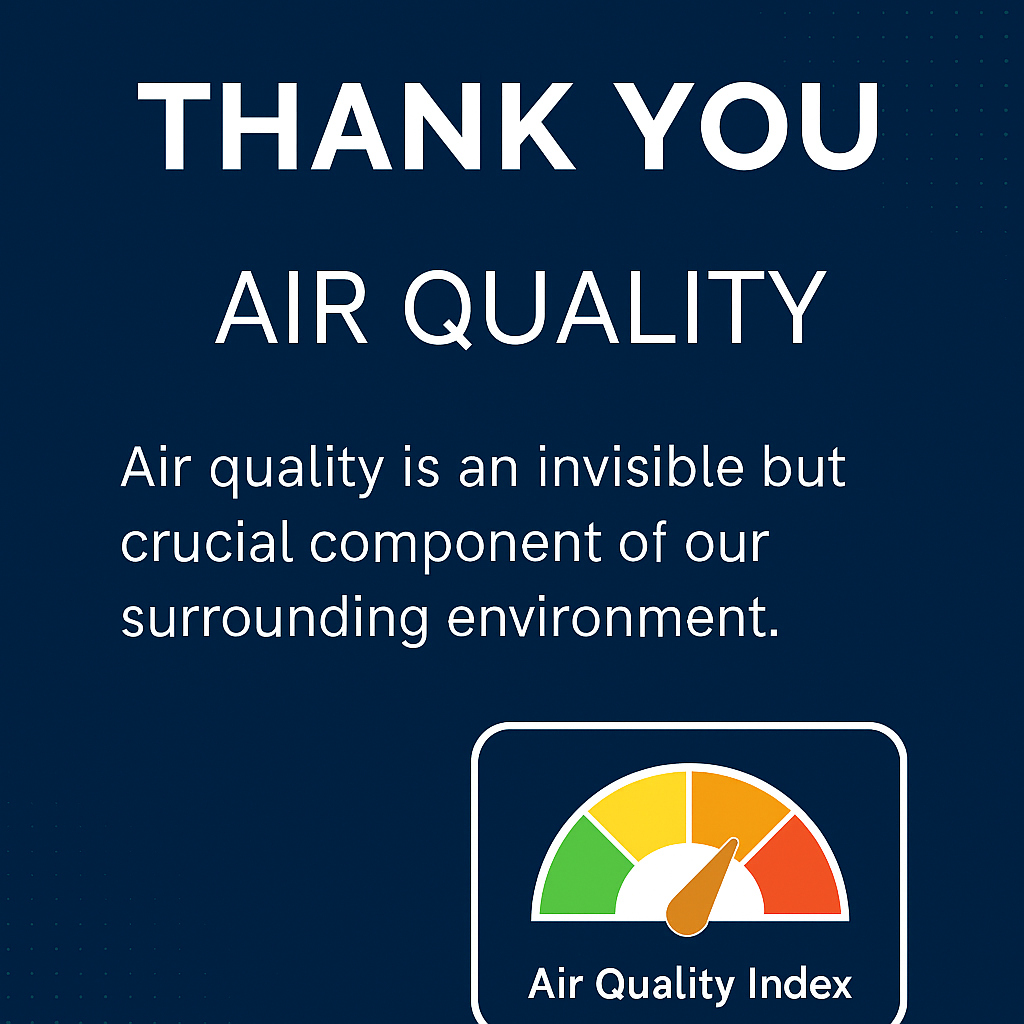 THANK YOU
AIR QUALITY
Air quality is an invisible but
crucial component of our
surrounding environment.
Air Quality Index